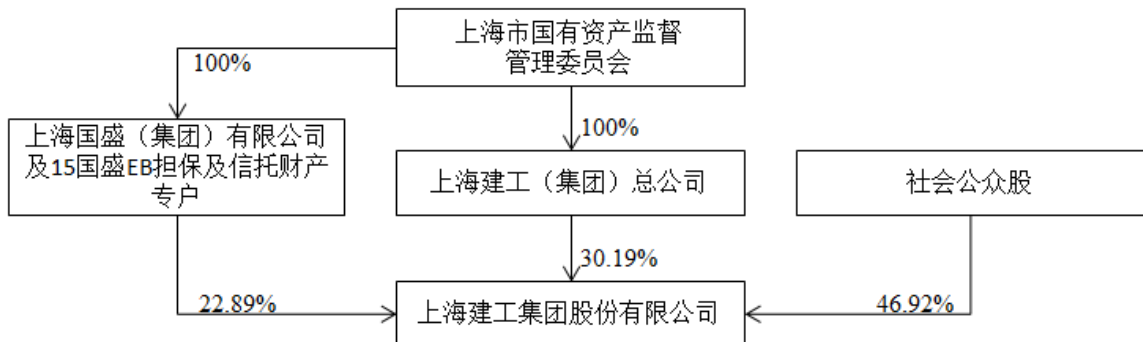 上海市国有资产监督
管理委员会
100%
100%
上海国盛（集团）有限公司
及15国盛EB担保及信托财产
专户
上海建工（集团）总公司
社会公众股
30.19%
22.89%
上海建工集团股份有限公司
46.92%